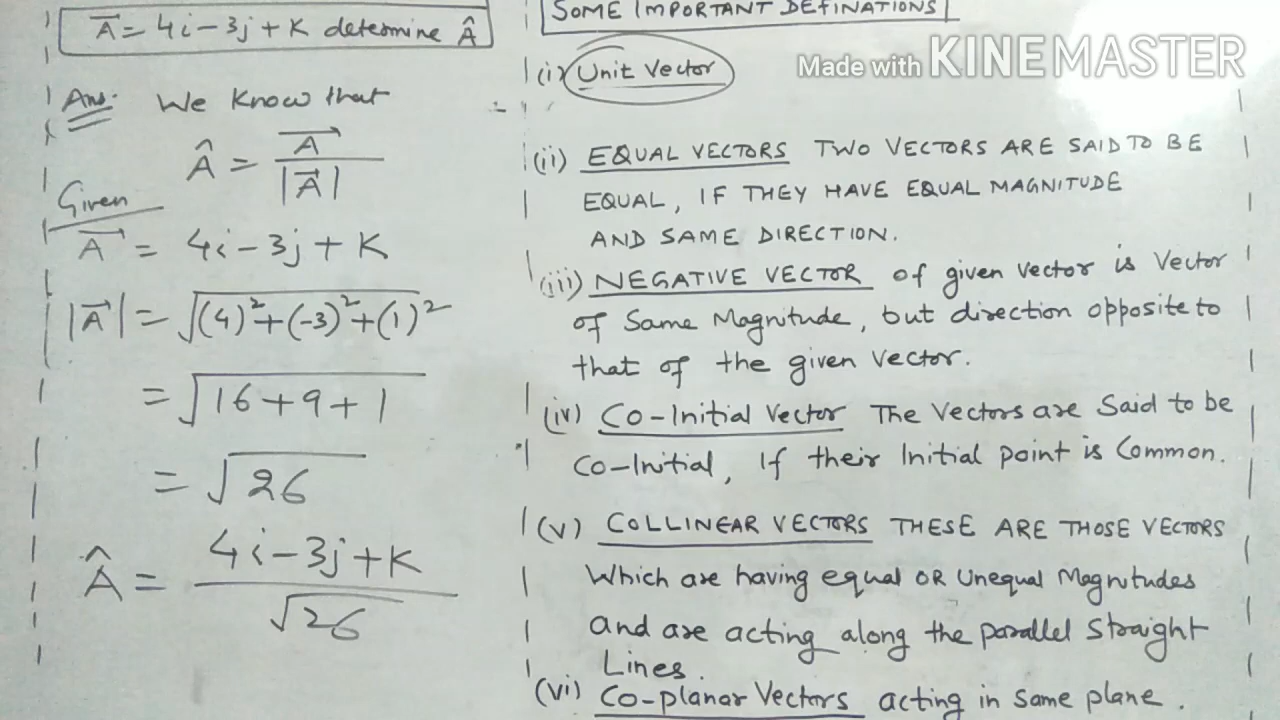 A⃗ = 4i-3j+K determine Â
Ans. We know that
Â = A⃗ / |A⃗|
Given
A⃗ = 4i-3j+K
|A⃗| = √(4)²+(-3)²+(1)²
= √16+9+1
= √26
Â = 4i-3j+K / √26
SOME IMPORTANT DEFINATIONS
(i) Unit Vector
Made with KINEMASTER
(ii) EQUAL VECTORS TWO VECTORS ARE SAID TO BE
EQUAL, IF THEY HAVE EQUAL MAGNITUDE
AND SAME DIRECTION.
(iii) NEGATIVE VECTOR of given vector is Vector
of Same Magnitude, but direction opposite to
that of the given vector.
(iv) Co-Initial Vector The Vectors are Said to be
Co-Initial, If their Initial point is Common.
(v) COLLINEAR VECTORS THESE ARE THOSE VECTORS
Which are having equal OR Unequal Magnitudes
and are acting along the parallel Straight
Lines.
(vi) Co-planar Vectors acting in same plane.